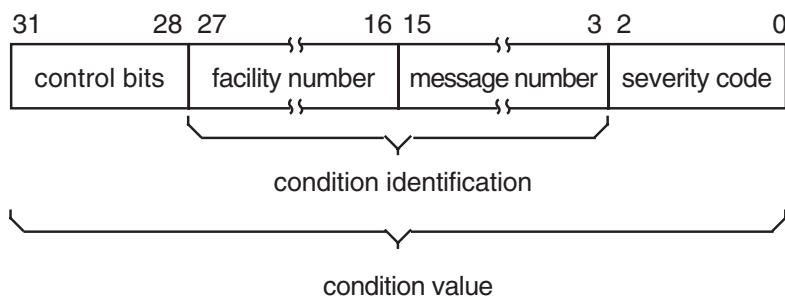 31 28 27 16 15 3 2 0
control bits facility number message number severity code
condition identification
condition value